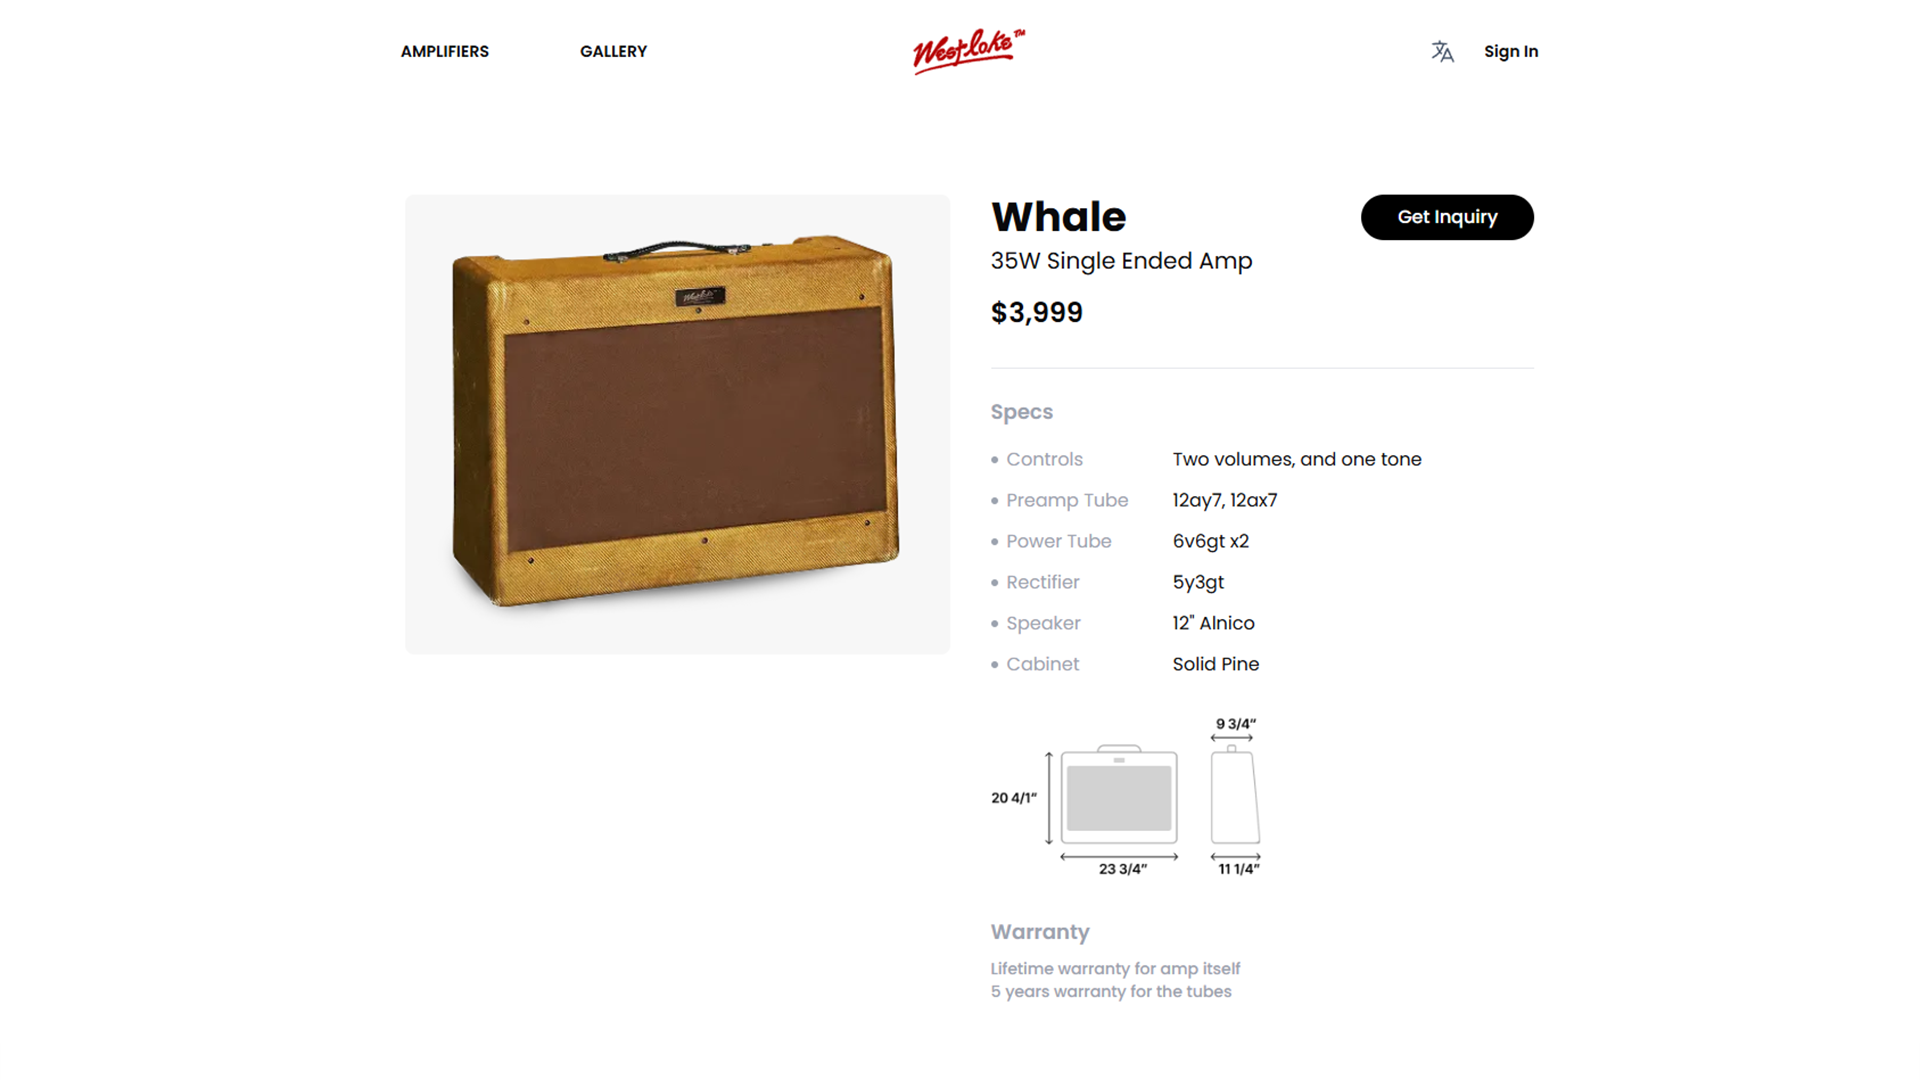 AMPLIFIERS
GALLERY
Westlake™
Sign In
Whale
Get Inquiry
35W Single Ended Amp
$3,999
Specs
Controls Two volumes, and one tone
Preamp Tube 12ay7, 12ax7
Power Tube 6v6gt x2
Rectifier 5y3gt
Speaker 12" Alnico
Cabinet Solid Pine
9 3/4“
20 4/1“
23 3/4“
11 1/4“
Warranty
Lifetime warranty for amp itself
5 years warranty for the tubes